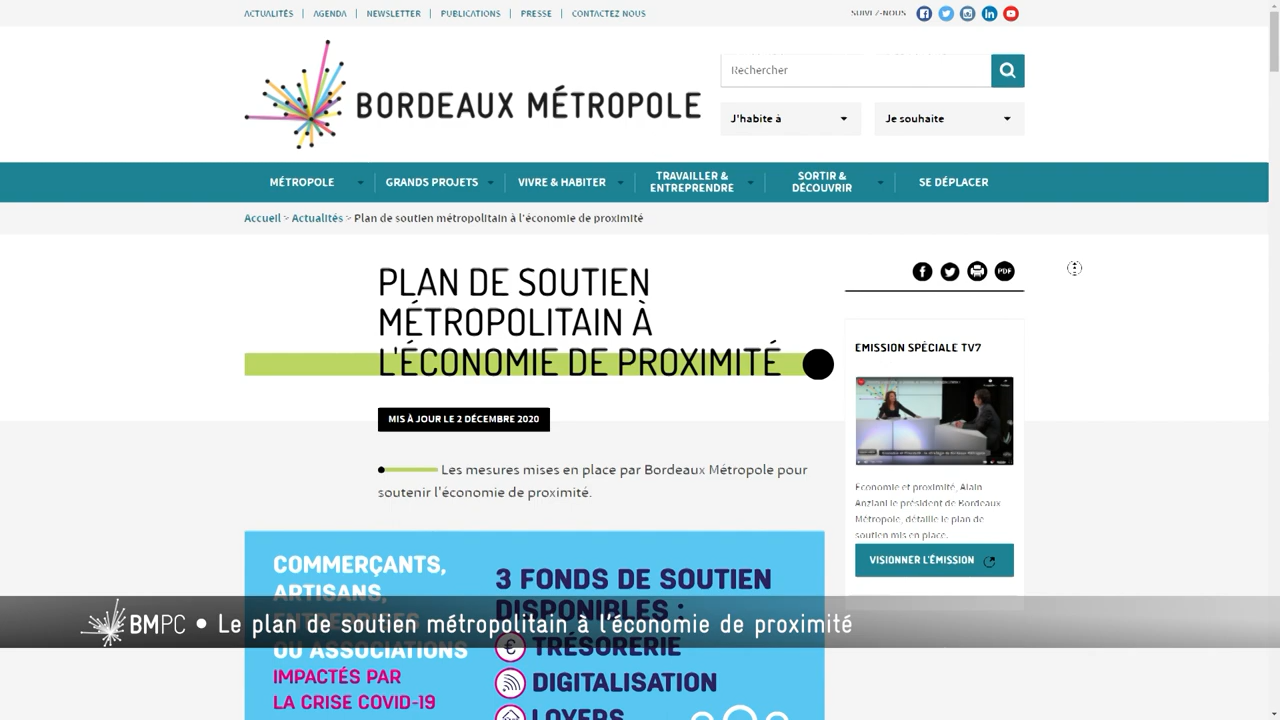 ACTUALITÉS | AGENDA | NEWSLETTER | PUBLICATIONS | PRESSE | CONTACTEZ NOUS
SUIVEZ-NOUS
BORDEAUX MÉTROPOLE
Rechercher
J'habite à
Je souhaite
MÉTROPOLE
GRANDS PROJETS
VIVRE & HABITER
TRAVAILLER &
ENTREPRENDRE
SORTIR &
DÉCOUVRIR
SE DÉPLACER
Accueil > Actualités > Plan de soutien métropolitain à l'économie de proximité
PLAN DE SOUTIEN
MÉTROPOLITAIN À
L'ÉCONOMIE DE PROXIMITÉ
MIS À JOUR LE 2 DÉCEMBRE 2020
Les mesures mises en place par Bordeaux Métropole pour
soutenir l'économie de proximité.
PDF
EMISSION SPÉCIALE TV7
Economie et proximité, Alain
Anziani le président de Bordeaux
Métropole, détaille le plan de
soutien mis en place.
VISIONNER L'ÉMISSION
COMMERÇANTS,
ARTISANS,
ENTREPRISES
OU ASSOCIATIONS
IMPACTÉS PAR
LA CRISE COVID-19
3 FONDS DE SOUTIEN
DISPONIBLES :
€ TRÉSORERIE
DIGITALISATION
LOYERS
BMPC • Le plan de soutien métropolitain à l'économie de proximité